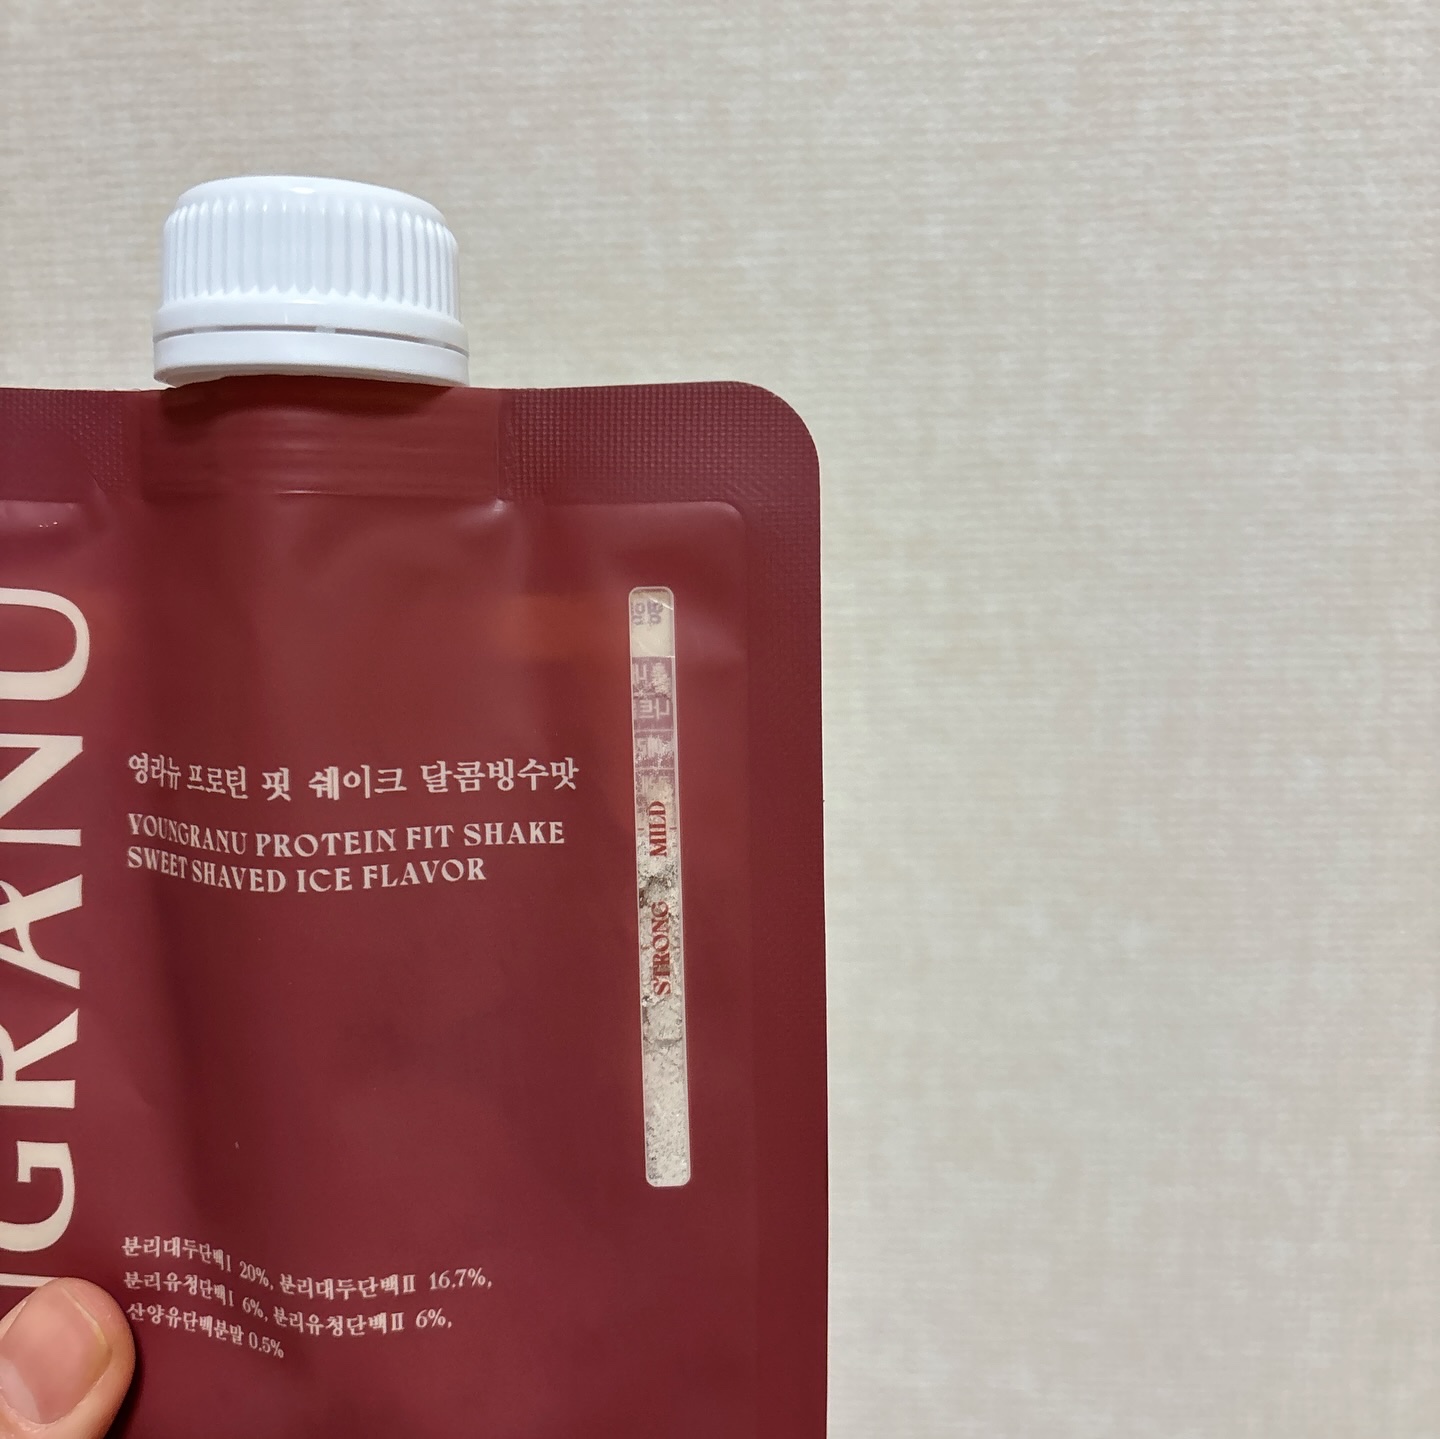 영라뉴 프로틴 핏 쉐이크 달콤빙수맛
YOUNGRANU PROTEIN FIT SHAKE
SWEET SHAVED ICE FLAVOR
MILD
STRONG
분리대두단백Ⅰ 20%, 분리대두단백Ⅱ 16.7%,
분리유청단백Ⅰ 6%, 분리유청단백Ⅱ 6%,
산양유단백분말 0.5%